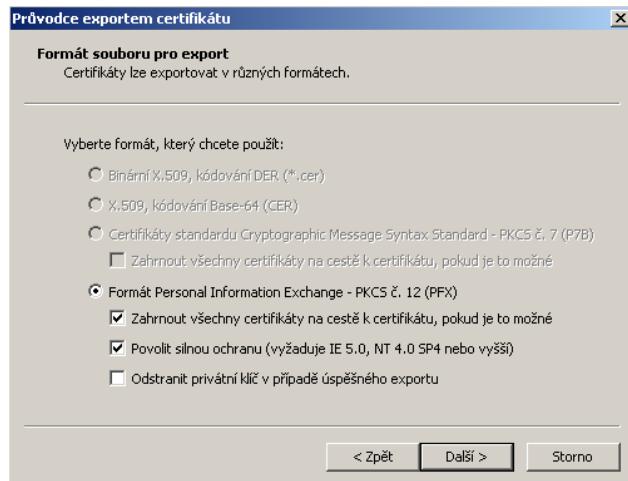 Průvodce exportem certifikátu
Formát souboru pro export
Certifikáty lze exportovat v různých formátech.
Vyberte formát, který chcete použít:
Binární X.509, kódování DER (*.cer)
X.509, kódování Base-64 (CER)
Certifikáty standardu Cryptographic Message Syntax Standard - PKCS č. 7 (P7B)
Zahrnout všechny certifikáty na cestě k certifikátu, pokud je to možné
Formát Personal Information Exchange - PKCS č. 12 (PFX)
Zahrnout všechny certifikáty na cestě k certifikátu, pokud je to možné
Povolit silnou ochranu (vyžaduje IE 5.0, NT 4.0 SP4 nebo vyšší)
Odstranit privátní klíč v případě úspěšného exportu
< Zpět Další > Storno